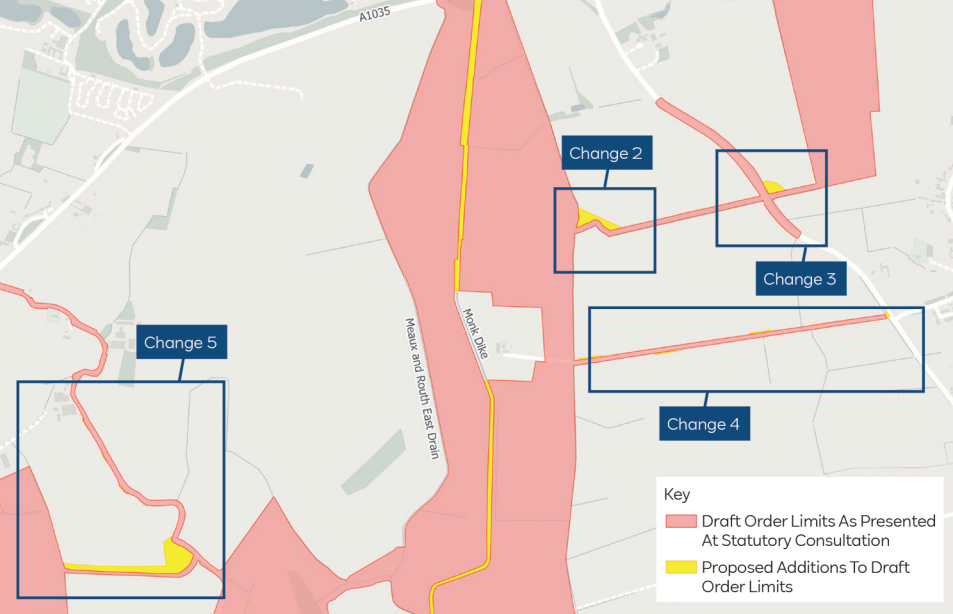 A1035
Change 2
Change 3
Monk Dike
Meaux and Routh East Drain
Change 5
Change 4
Key
Draft Order Limits As Presented
At Statutory Consultation
Proposed Additions To Draft
Order Limits